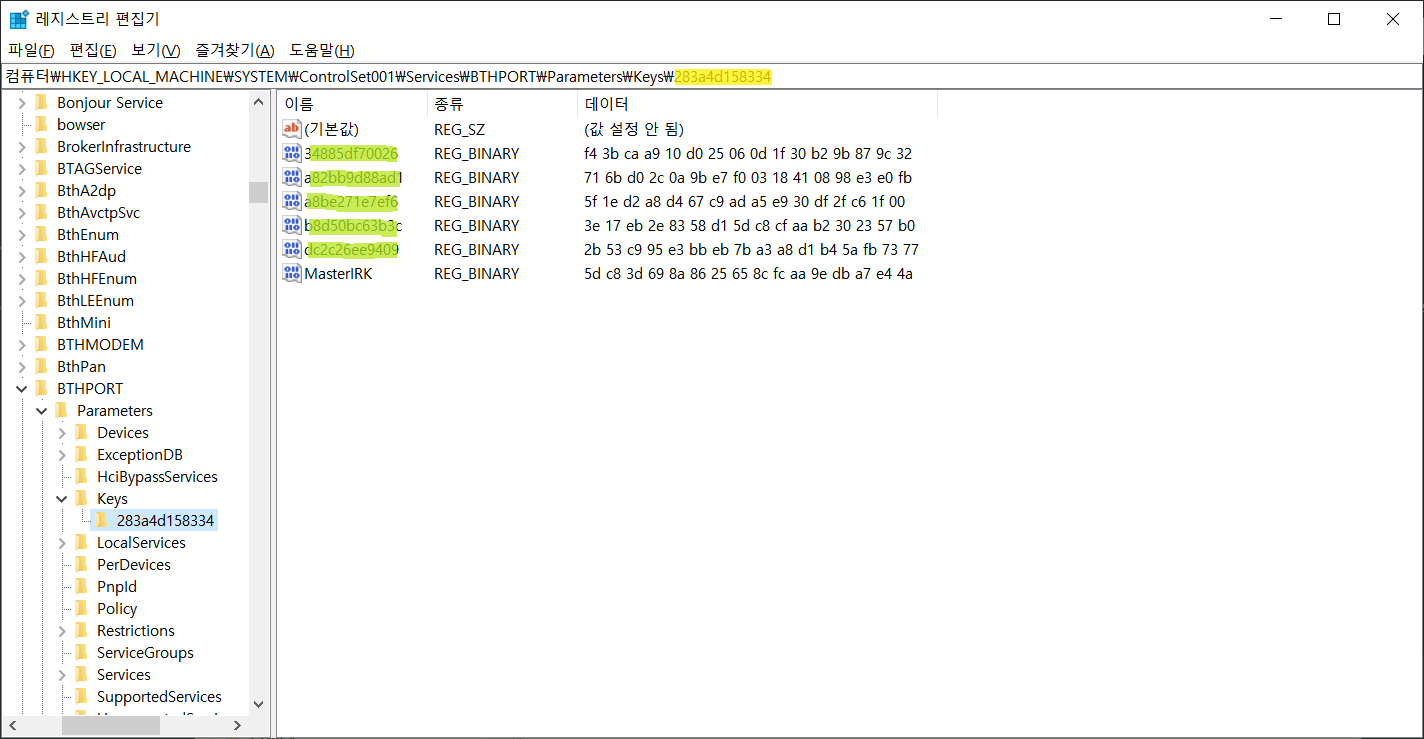 레지스트리 편집기
파일(F) 편집(E) 보기(V) 즐겨찾기(A) 도움말(H)
컴퓨터₩HKEY_LOCAL_MACHINE₩SYSTEM₩ControlSet001₩Services₩BTHPORT₩Parameters₩Keys₩283a4d158334
Bonjour Service
bowser
BrokerInfrastructure
BTAGService
BthA2dp
BthAvctpSvc
BthEnum
BthHFAud
BthHFEnum
BthLEEnum
BthMini
BTHMODEM
BthPan
BTHPORT
Parameters
Devices
ExceptionDB
HciBypassServices
Keys
283a4d158334
LocalServices
PerDevices
PnpId
Policy
Restrictions
ServiceGroups
Services
SupportedServices
이름 종류 데이터
(기본값) REG_SZ (값 설정 안 됨)
34885df70026 REG_BINARY f4 3b ca a9 10 d0 25 06 0d 1f 30 b2 9b 87 9c 32
a82bb9d88ad1 REG_BINARY 71 6b d0 2c 0a 9b e7 f0 03 18 41 08 98 e3 e0 fb
a8be271e7ef6 REG_BINARY 5f 1e d2 a8 d4 67 c9 ad a5 e9 30 df 2f c6 1f 00
b8d50bc63b3c REG_BINARY 3e 17 eb 2e 83 58 d1 5d c8 cf aa b2 30 23 57 b0
dc2c26ee9409 REG_BINARY 2b 53 c9 95 e3 bb eb 7b a3 a8 d1 b4 5a fb 73 77
MasterIRK REG_BINARY 5d c8 3d 69 8a 86 25 65 8c fc aa 9e db a7 e4 4a